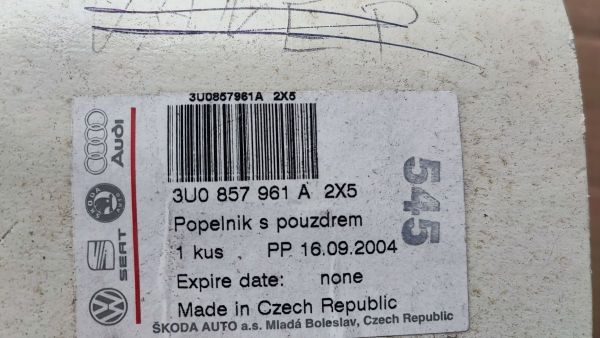 3U0857961A 2X5
3U0 857 961 A 2X5
Popelnik s pouzdrem
1 kus PP 16.09.2004
Expire date: none
Made in Czech Republic
ŠKODA AUTO a.s. Mladá Boleslav, Czech Republic
545
Audi
SEAT